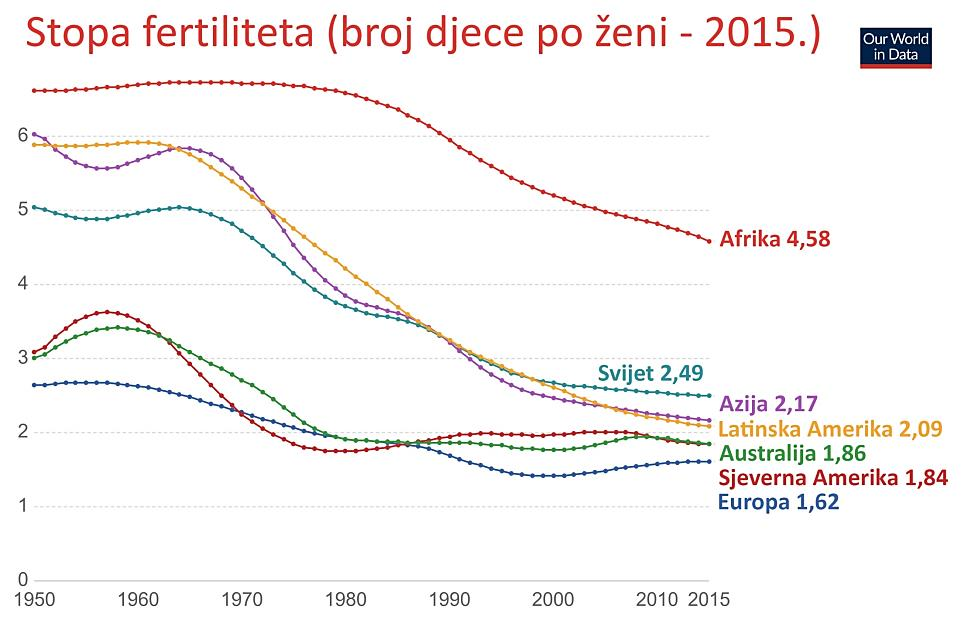 Stopa fertiliteta (broj djece po ženi - 2015.)
Our World
in Data
6
5
4
3
2
1
0
Afrika 4,58
Svijet 2,49
Azija 2,17
Latinska Amerika 2,09
Australija 1,86
Sjeverna Amerika 1,84
Europa 1,62
1950 1960 1970 1980 1990 2000 2010 2015